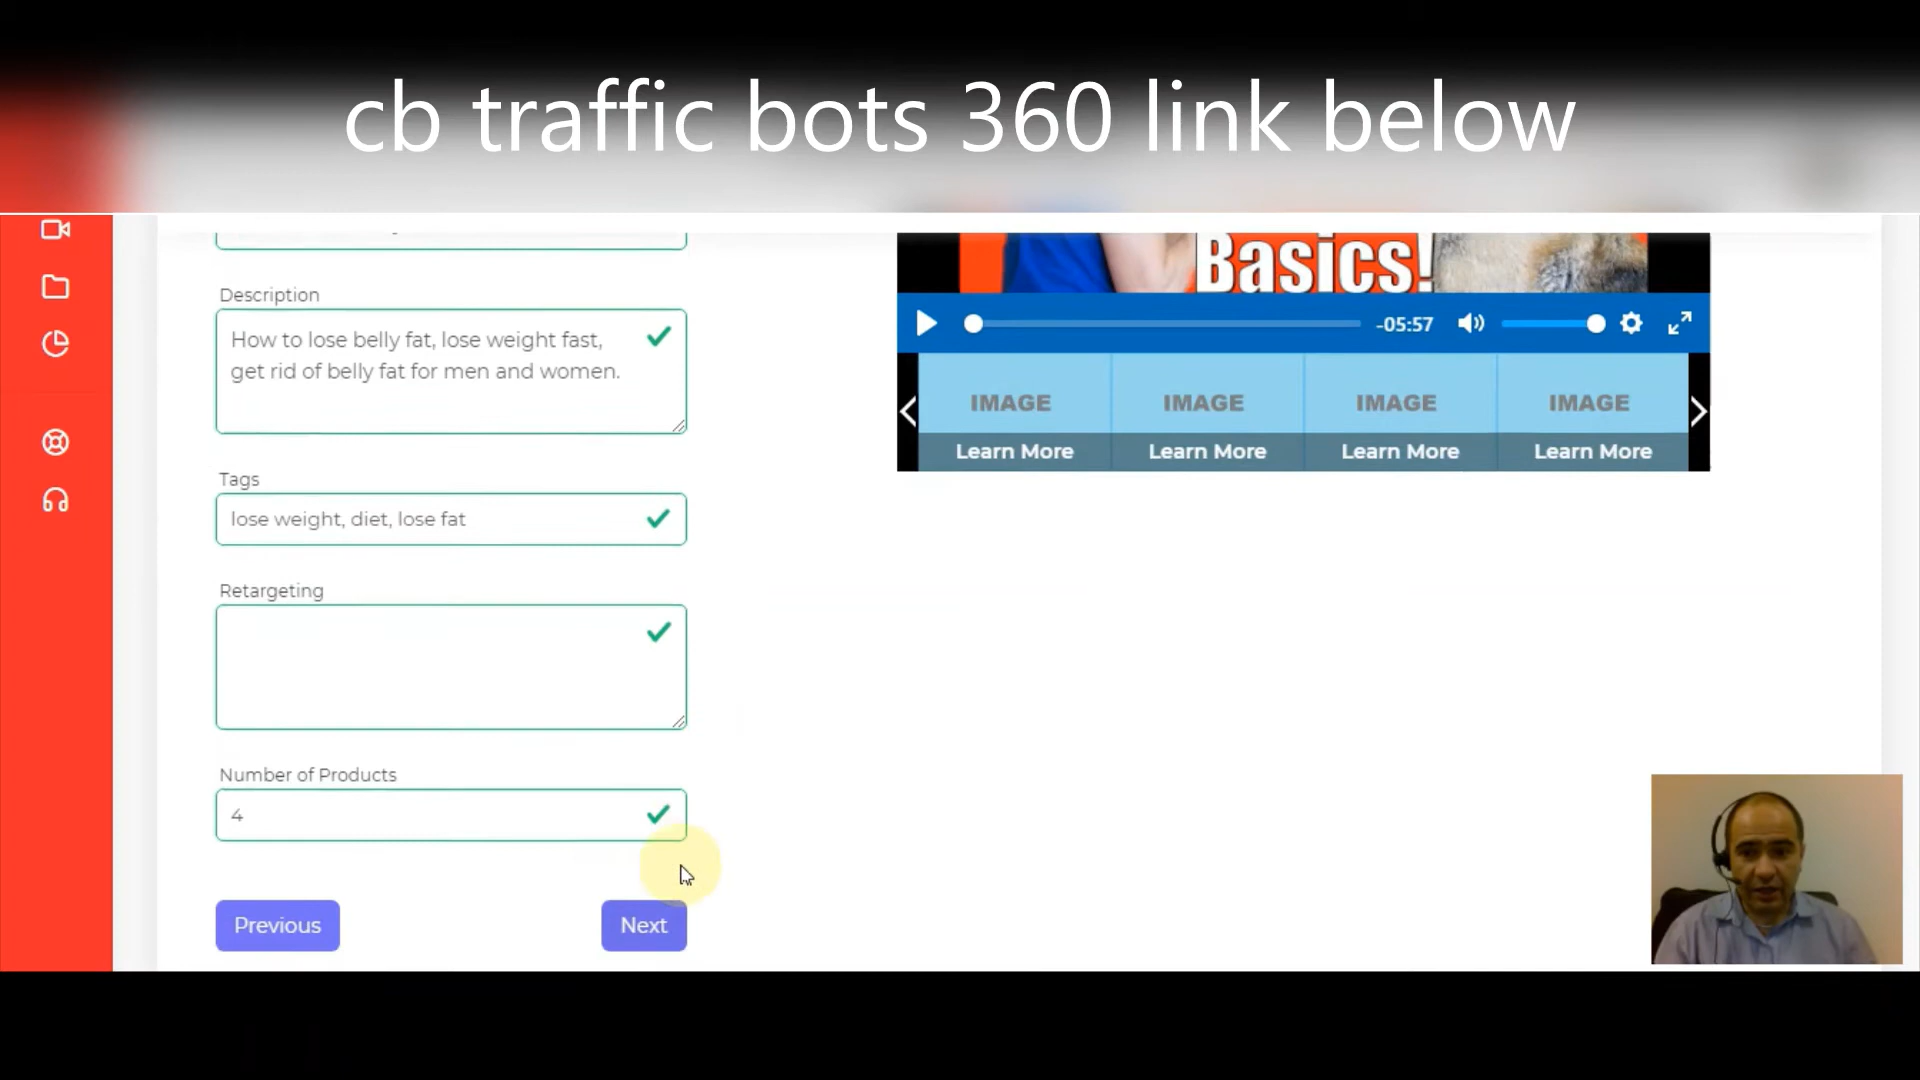 cb traffic bots 360 link below
Basics!
Description
How to lose belly fat, lose weight fast,
get rid of belly fat for men and women.
-05:57
IMAGE IMAGE IMAGE IMAGE
Learn More Learn More Learn More Learn More
Tags
lose weight, diet, lose fat
Retargeting
Number of Products
4
Previous Next